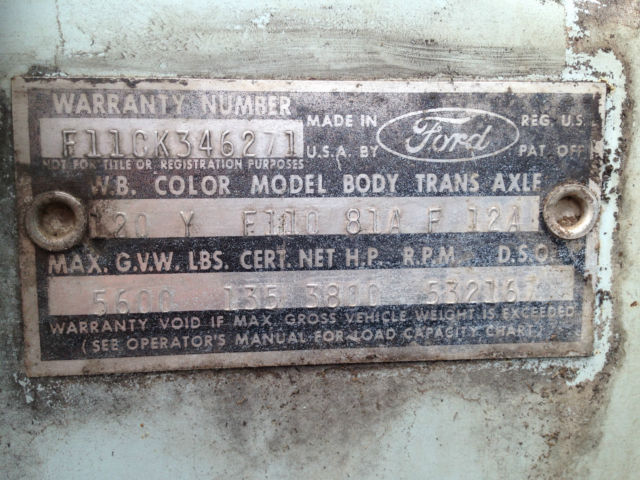 WARRANTY NUMBER
F11CK346271
NOT FOR TITLE OR REGISTRATION PURPOSES
MADE IN
U.S.A. BY
Ford
REG. U.S.
PAT. OFF.
W.B. COLOR MODEL BODY TRANS AXLE
120 Y F110 81A F 12A
MAX. G.V.W. LBS. CERT. NET H.P. R.P.M. D.S.O.
5600 135 3800
WARRANTY VOID IF MAX. GROSS VEHICLE WEIGHT IS EXCEEDED
(SEE OPERATOR'S MANUAL FOR LOAD CAPACITY CHART)